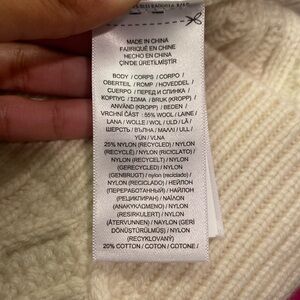 MADE IN CHINA
FABRIQUÉ EN CHINE
HECHO EN CHINA
ÇİN'DE ÜRETİLMİŞTİR
BODY / CORPS / CORPO /
OBERTEIL / ROMP / HOVEDDEL /
CUERPO / ПЕРЕД И СПИНКА /
КОРПУС / ΣΩΜΑ / BRUK (KROPP) /
ANVÄND (KROPP) / BEDEN /
VRCHNÍ ČÁST : 55% WOOL / LAINE /
LANA / WOLLE / WOL / ULD / LÃ /
ШЕРСТЬ / ВЪЛНА / ΜΑΛΛΙ / ULL /
YÜN / VLNA
25% NYLON (RECYCLED) / NYLON
(RECYCLÉ) / NYLON (RICICLATO) /
NYLON (RECYCLED) / NYLON
(GERECYCLED) / NYLON
(GENBRUGT) / nylon (reciclado) /
NYLON (RECICLADO) / НЕЙЛОН
(ПЕРЕРАБОТАННЫЙ) / НАЙЛОН
(РЕЦИКЛИРАН) / ΝΑΪΛΟΝ
(ΑΝΑΚΥΚΛΩΜΕΝΟ) / NYLON
(RESIRKULERT) / NYLON
(ÅTERVUNNEN) / NAYLON (GERİ
DÖNÜŞTÜRÜLMÜŞ) / NYLON
(RECYKLOVANÝ)
20% COTTON / COTON / COTONE /